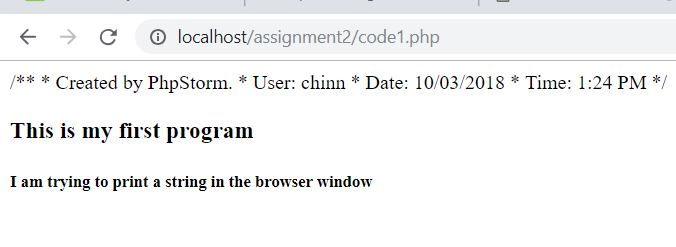 localhost/assignment2/code1.php
/** * Created by PhpStorm. * User: chinn * Date: 10/03/2018 * Time: 1:24 PM */
This is my first program
I am trying to print a string in the browser window